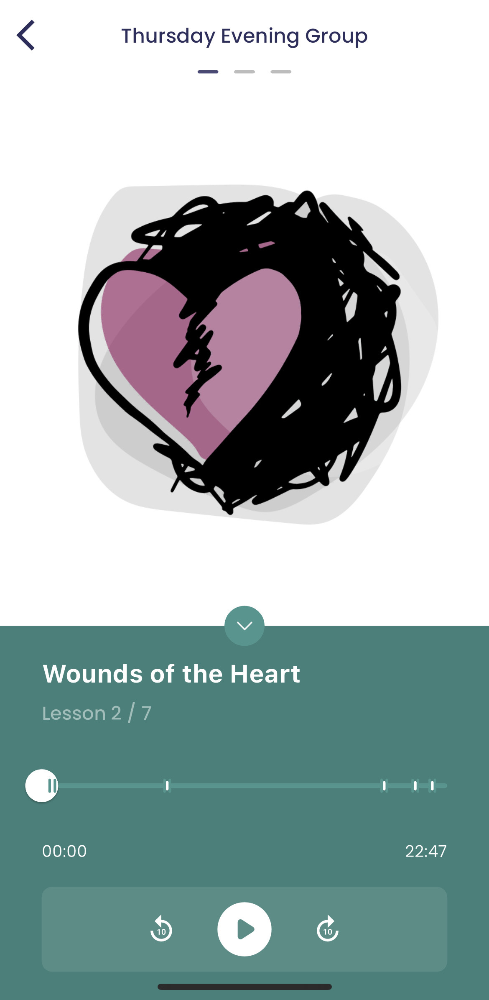 Thursday Evening Group
Wounds of the Heart
Lesson 2 / 7
00:00
22:47
10
10